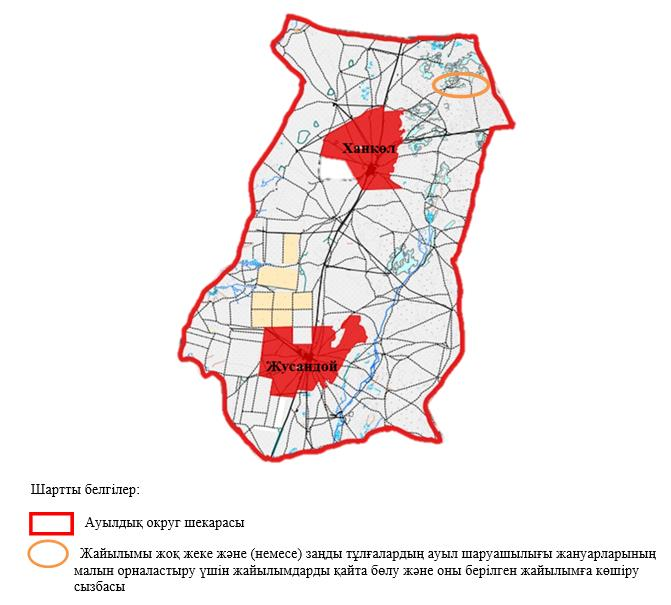 Ханкөл
Жусандой
Шартты белгілер:
Ауылдық округ шекарасы
Жайылымы жоқ жеке және (немесе) заңды тұлғалардың ауыл шаруашылығы жануарларының
малын орналастыру үшін жайылымдарды қайта бөлу және оны берілген жайылымға көшіру
сызбасы